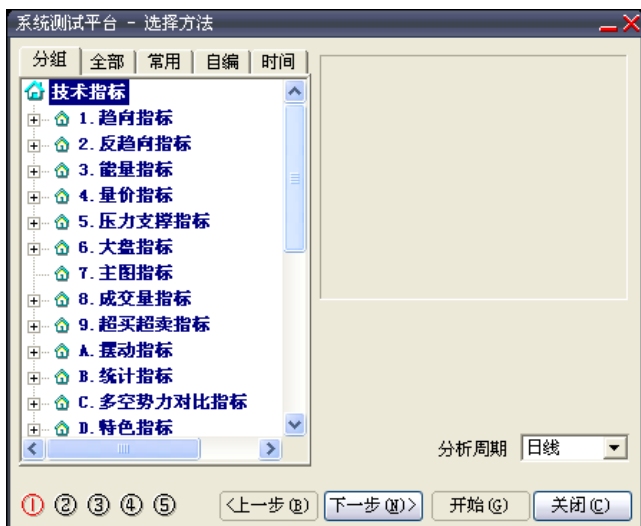 系统测试平台 - 选择方法
分组 全部 常用 自编 时间
技术指标
1.趋向指标
2.反趋向指标
3.能量指标
4.量价指标
5.压力支撑指标
6.大盘指标
7.主图指标
8.成交量指标
9.超买超卖指标
A.摆动指标
B.统计指标
C.多空势力对比指标
D.特色指标
分析周期 日线
① ② ③ ④ ⑤ <上一步(B) 下一步(N)> 开始(G) 关闭(C)